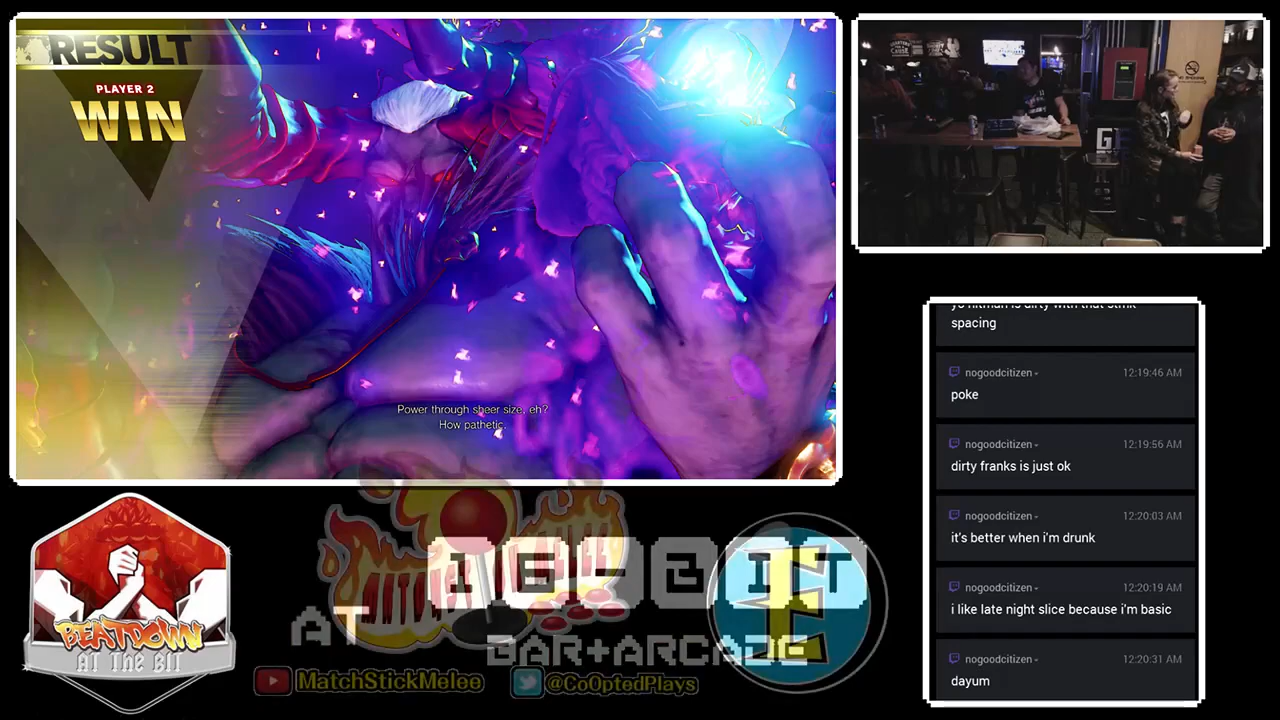 RESULT
PLAYER 2
WIN
Power through sheer size, eh?
How pathetic.
spacing
nogoodcitizen
12:19:46 AM
poke
nogoodcitizen
12:19:56 AM
dirty franks is just ok
nogoodcitizen
12:20:03 AM
it's better when i'm drunk
nogoodcitizen
12:20:19 AM
i like late night slice because i'm basic
nogoodcitizen
12:20:31 AM
dayum
BEATDOWN
AT THE BIT
AT
16-BIT
BAR+ARCADE
MatchStickMelee
@CoOptedPlays